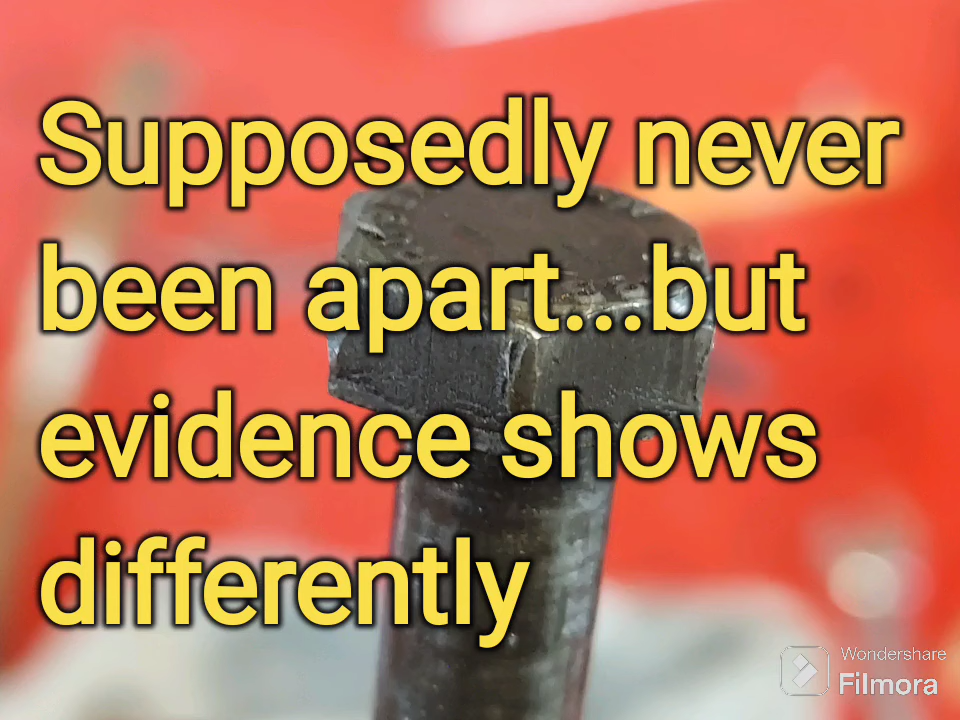 Supposedly never
been apart...but
evidence shows
differently
Wondershare
Filmora